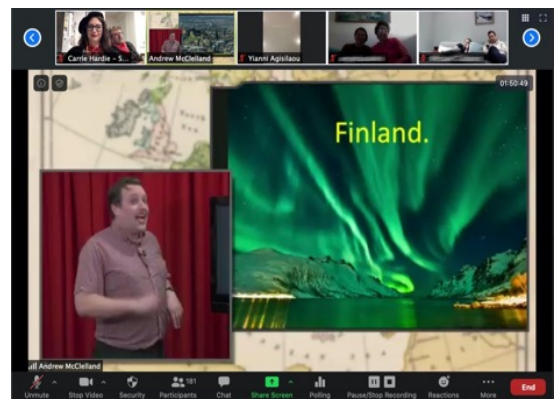 Carrie Hardie - S...
Andrew McClelland
Yianni Agisilaou
01:50:49
Finland.
Andrew McClelland
Unmute
Stop Video
Security
181
Participants
Chat
Share Screen
Polling
Pause/Stop Recording
Reactions
More
End